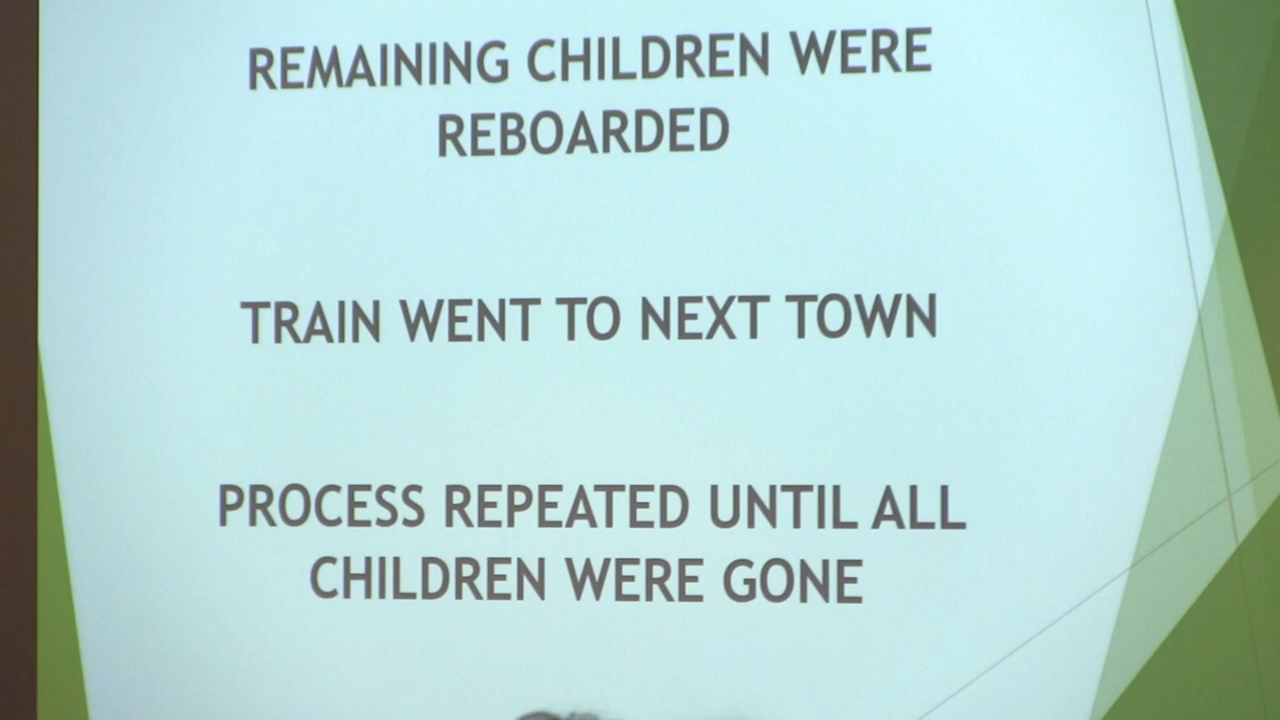 REMAINING CHILDREN WERE
REBOARDED
TRAIN WENT TO NEXT TOWN
PROCESS REPEATED UNTIL ALL
CHILDREN WERE GONE